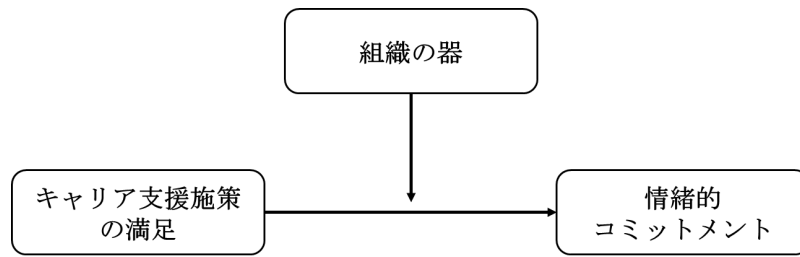 組織の器
キャリア支援施策
の満足
情緒的
コミットメント